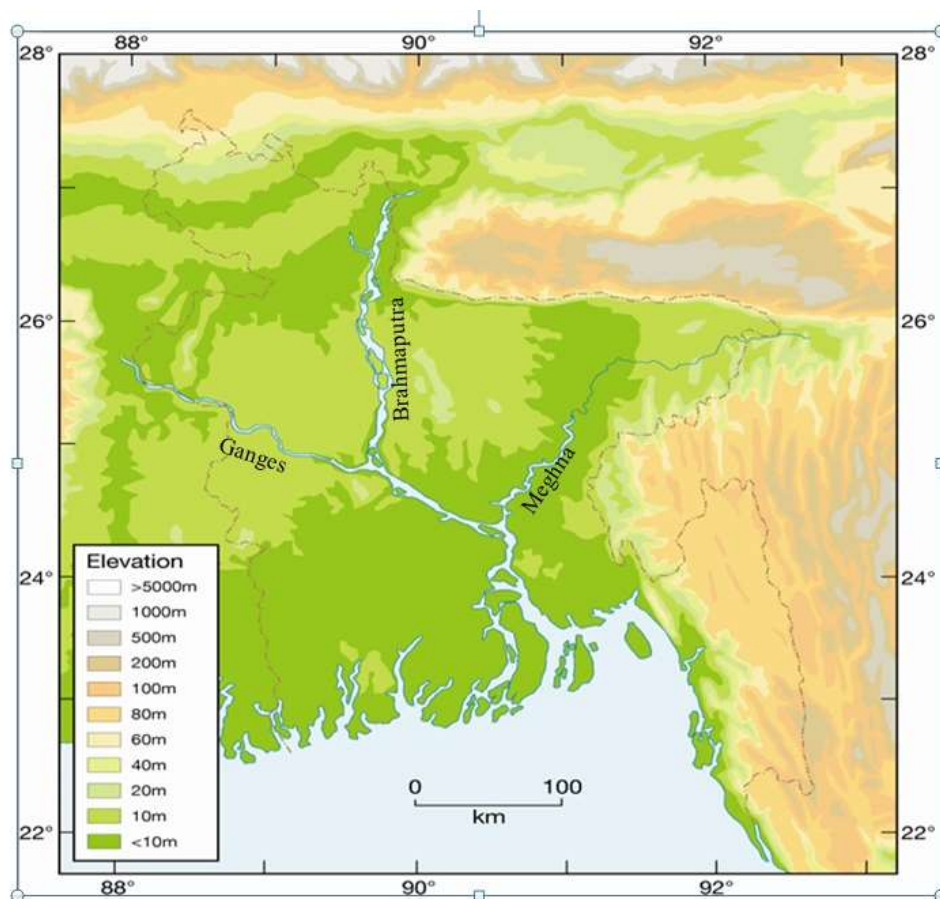 88° 90° 92°
28° 28°
26° 26°
Brahmaputra
Ganges
Meghna
Elevation
>5000m
1000m
500m
200m
100m
80m
60m
40m
20m
10m
<10m
24° 24°
0 100
km
22° 22°
88° 90° 92°